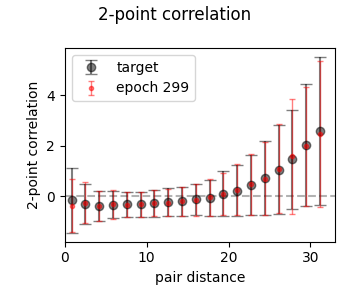 2-point correlation
target
epoch 299
2-point correlation
4
2
0
0
10
20
30
pair distance